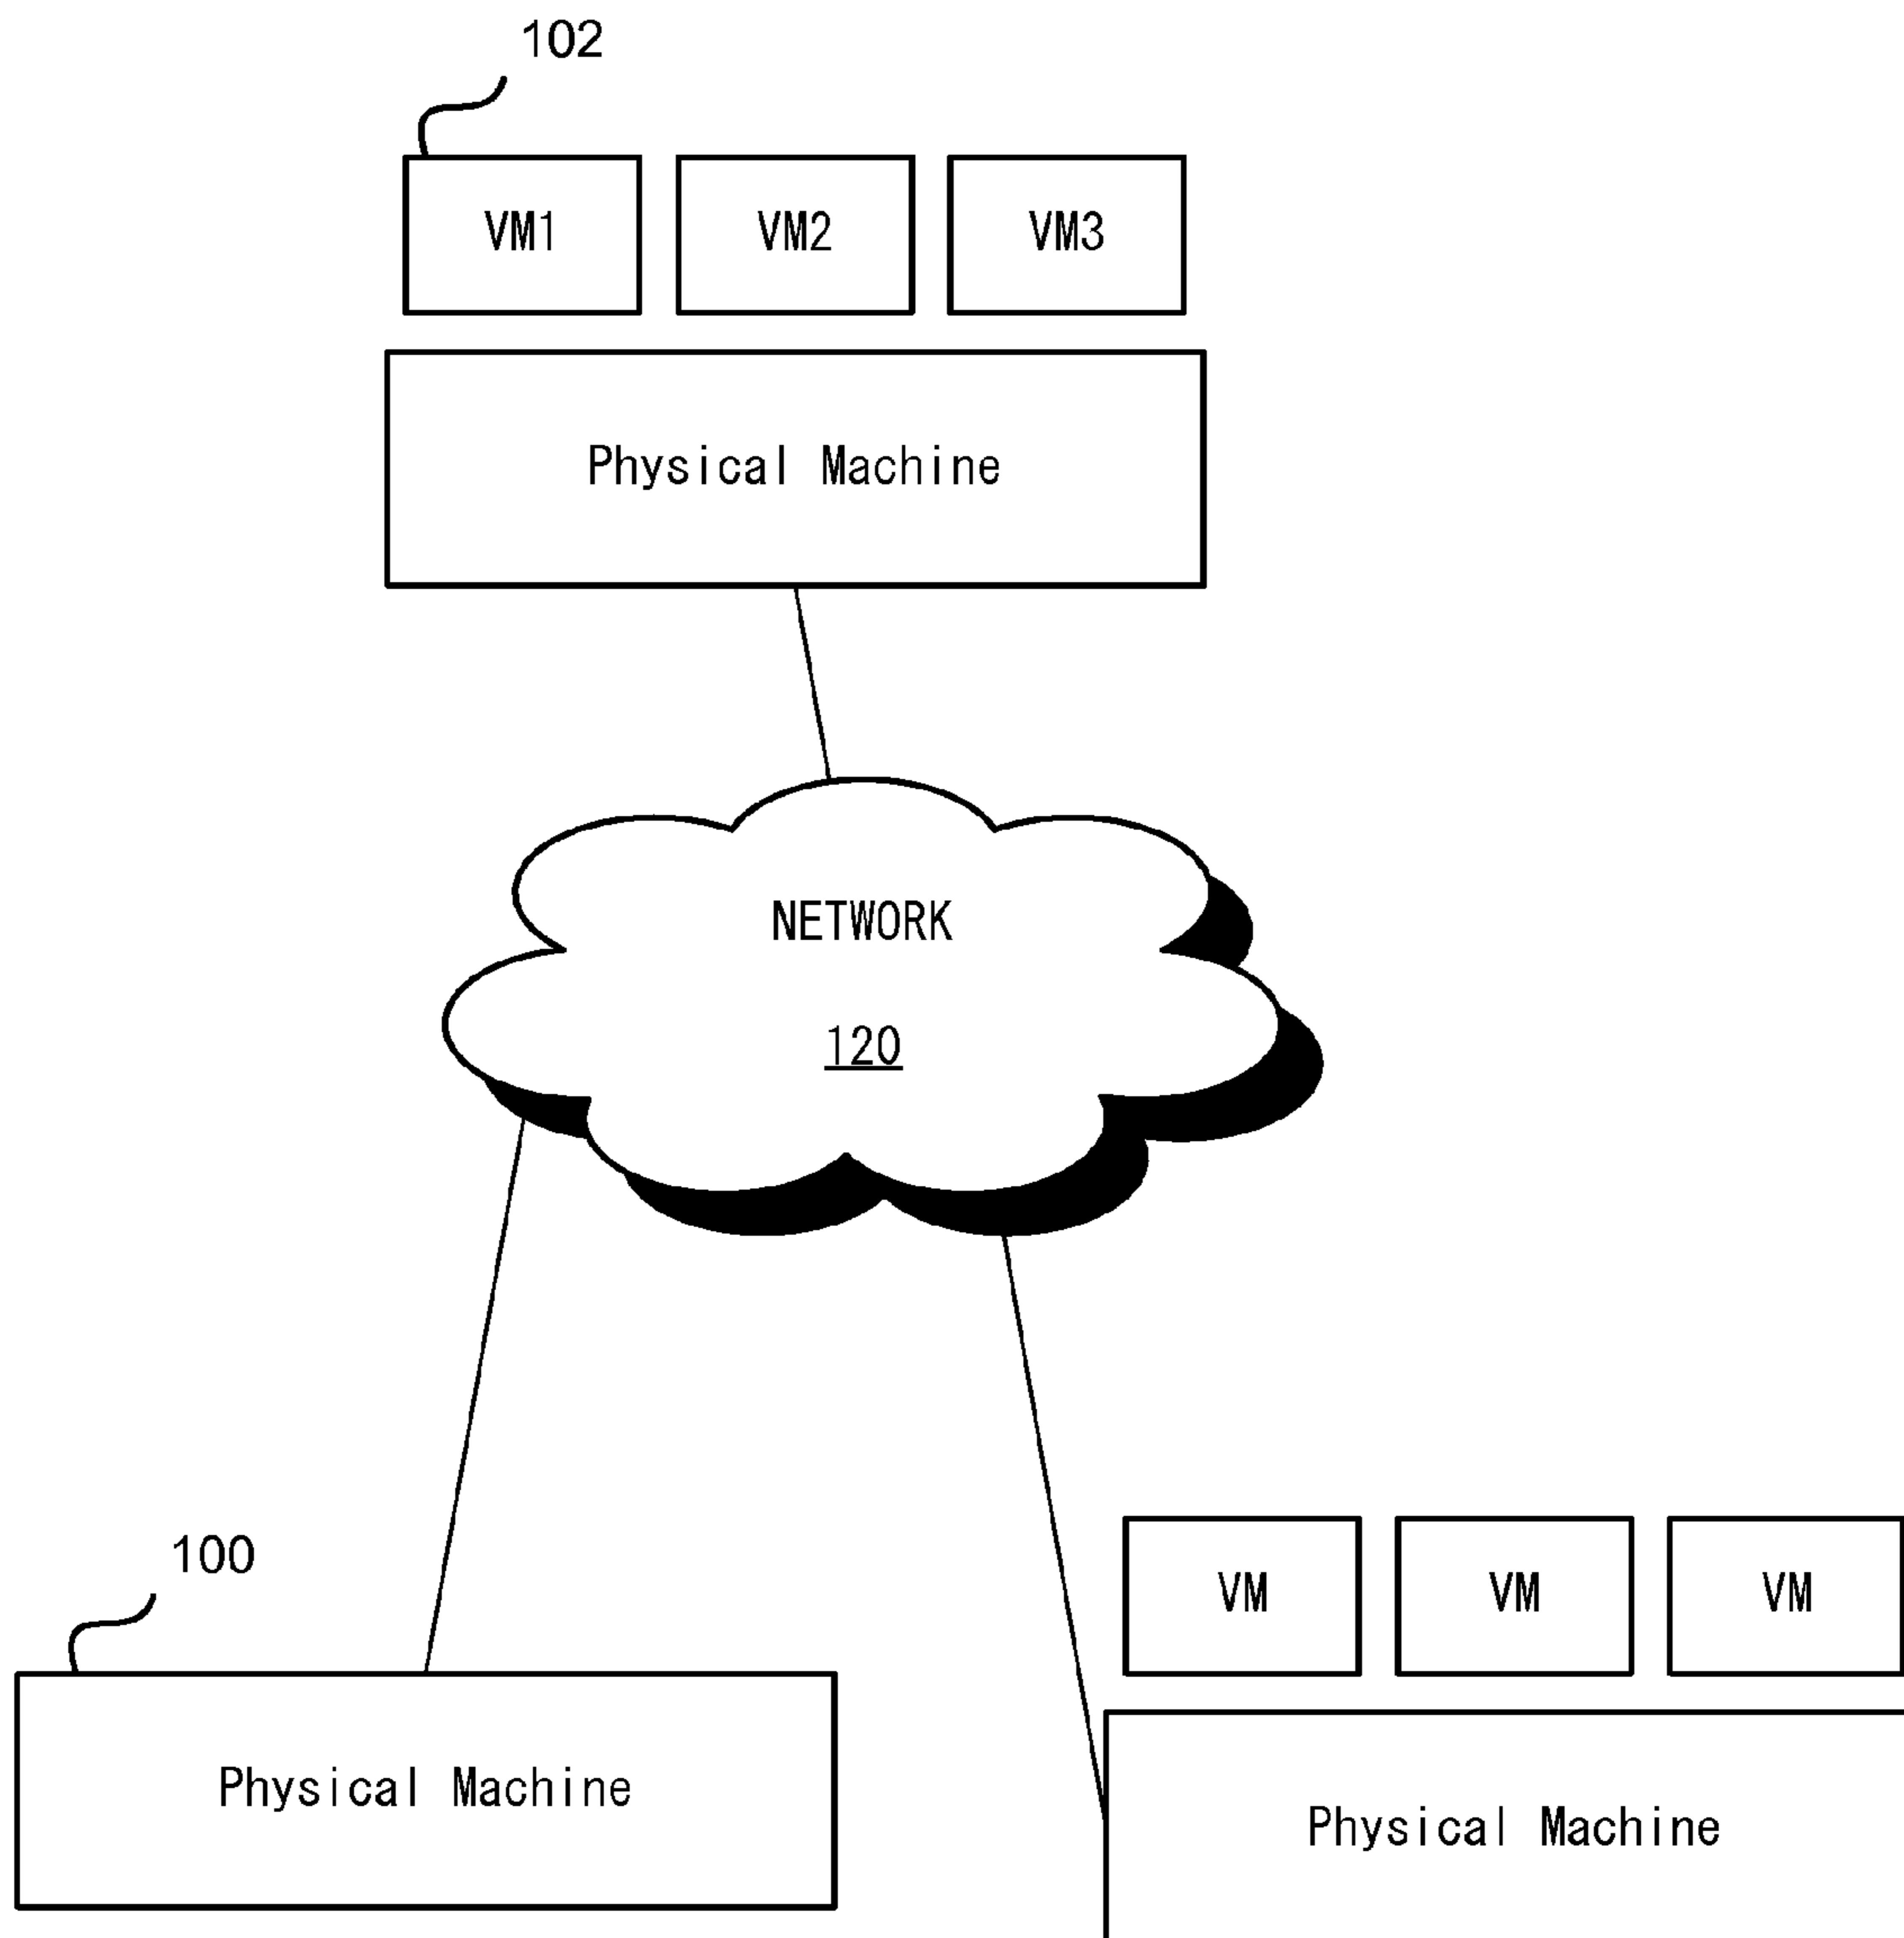 102
VM1 VM2 VM3
Physical Machine
NETWORK
120
100
VM VM VM
Physical Machine
Physical Machine